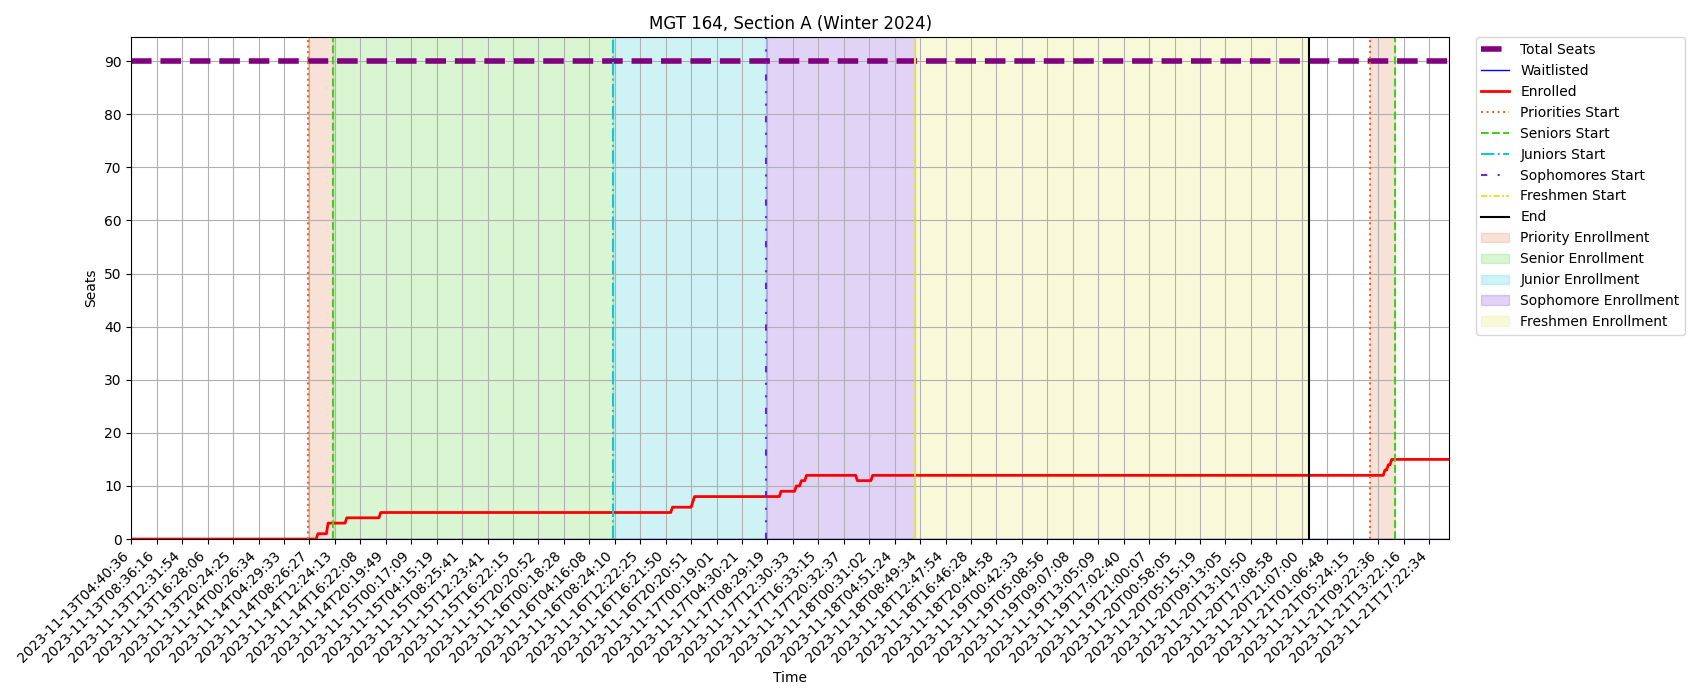 MGT 164, Section A (Winter 2024)
Seats
90
80
70
60
50
40
30
20
10
0
2023-11-13T04:40:36
2023-11-13T08:36:19
2023-11-13T12:31:54
2023-11-13T16:28:06
2023-11-13T20:24:25
2023-11-14T00:26:34
2023-11-14T04:29:33
2023-11-14T08:26:27
2023-11-14T12:24:13
2023-11-14T16:22:08
2023-11-14T20:19:49
2023-11-15T00:17:09
2023-11-15T04:15:19
2023-11-15T08:25:41
2023-11-15T12:23:41
2023-11-15T16:22:15
2023-11-15T20:20:52
2023-11-16T00:18:28
2023-11-16T04:16:08
2023-11-16T08:24:10
2023-11-16T12:22:25
2023-11-16T16:21:50
2023-11-16T20:20:51
2023-11-17T00:19:01
2023-11-17T04:30:21
2023-11-17T08:29:19
2023-11-17T12:30:33
2023-11-17T16:33:15
2023-11-17T20:32:37
2023-11-18T00:31:02
2023-11-18T04:51:24
2023-11-18T08:49:34
2023-11-18T12:47:54
2023-11-18T16:46:28
2023-11-18T20:44:58
2023-11-19T00:42:33
2023-11-19T05:08:56
2023-11-19T09:07:08
2023-11-19T13:05:09
2023-11-19T17:02:40
2023-11-19T21:00:07
2023-11-20T00:58:05
2023-11-20T05:15:19
2023-11-20T09:13:05
2023-11-20T13:10:50
2023-11-20T17:08:58
2023-11-20T21:07:00
2023-11-21T01:06:48
2023-11-21T05:24:15
2023-11-21T09:22:36
2023-11-21T13:22:16
2023-11-21T17:22:34
Time
Total Seats
Waitlisted
Enrolled
Priorities Start
Seniors Start
Juniors Start
Sophomores Start
Freshmen Start
End
Priority Enrollment
Senior Enrollment
Junior Enrollment
Sophomore Enrollment
Freshmen Enrollment